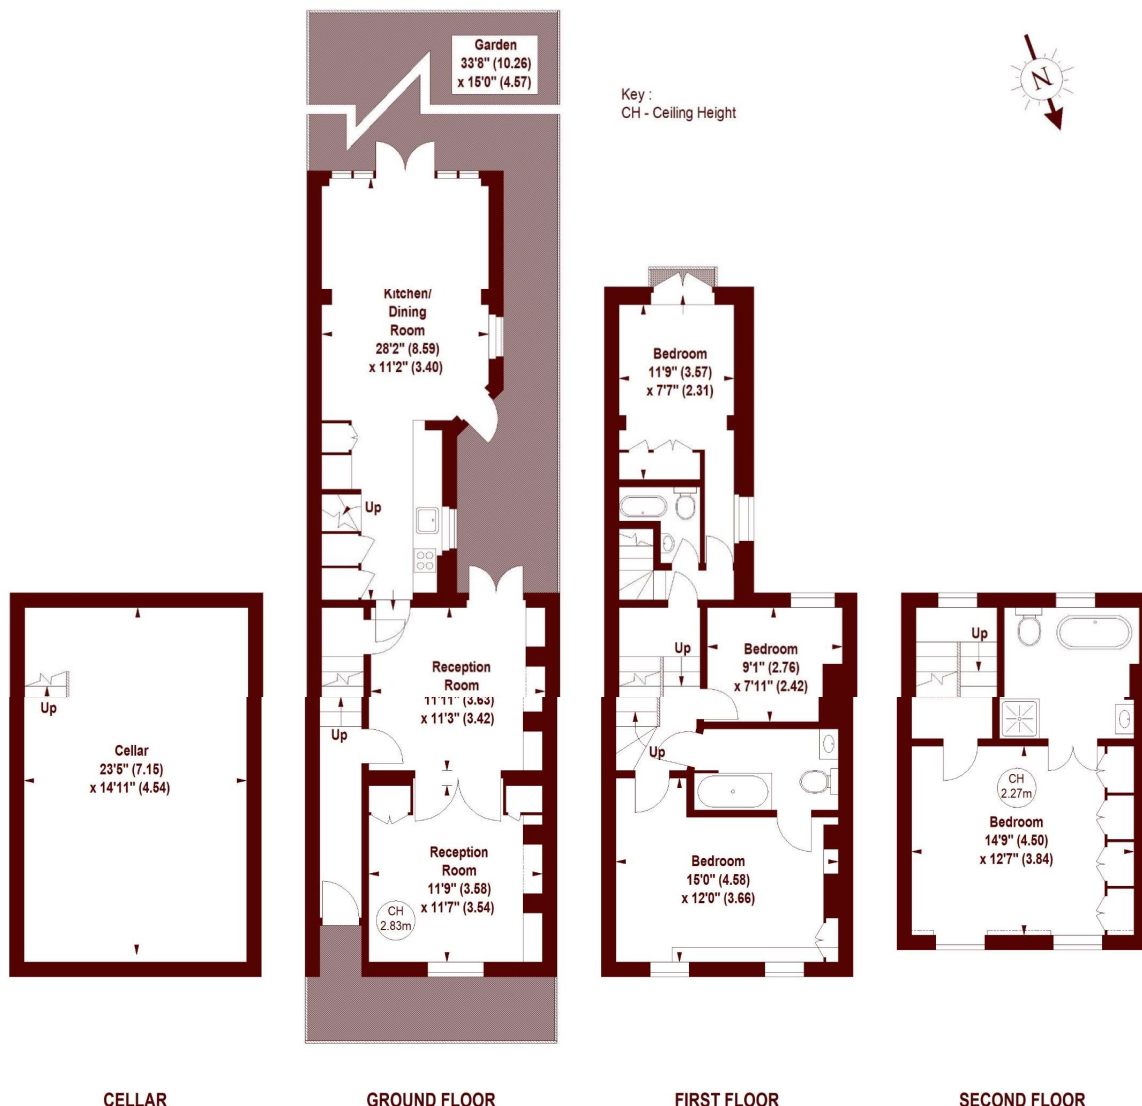 Garden
33'8" (10.26)
x 15'0" (4.57)
Key :
CH - Ceiling Height
N
Kitchen/
Dining
Room
28'2" (8.59)
x 11'2" (3.40)
Up
Bedroom
11'9" (3.57)
x 7'7" (2.31)
Up
Cellar
23'5" (7.15)
x 14'11" (4.54)
Reception
Room
11'11" (3.63)
x 11'3" (3.42)
Up
Reception
Room
11'9" (3.58)
x 11'7" (3.54)
CH
2.83m
Up
Bedroom
9'1" (2.76)
x 7'11" (2.42)
Up
Bedroom
15'0" (4.58)
x 12'0" (3.66)
Up
CH
2.27m
Bedroom
14'9" (4.50)
x 12'7" (3.84)
CELLAR
GROUND FLOOR
FIRST FLOOR
SECOND FLOOR